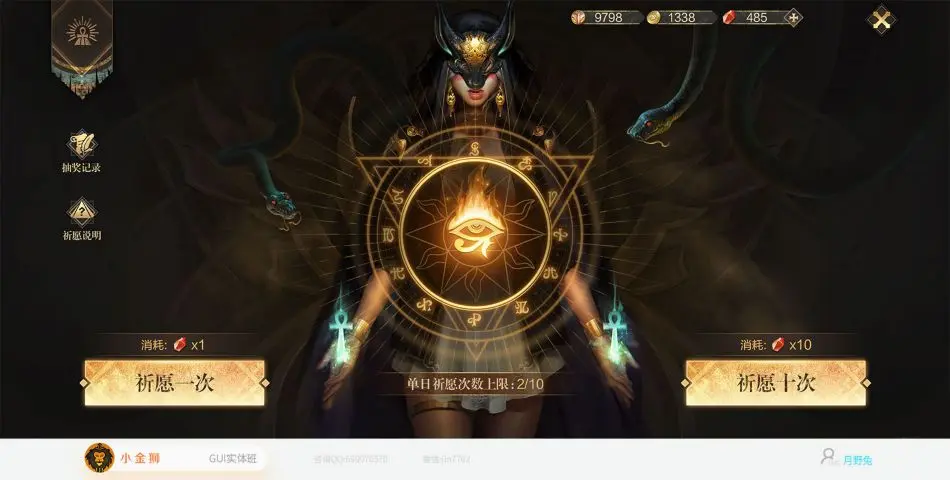 9798
1338
485
抽奖记录
?
祈愿说明
消耗: x1
祈愿一次
单日祈愿次数上限:2/10
消耗: x10
祈愿十次
小金狮
GUI实体班
月野兔